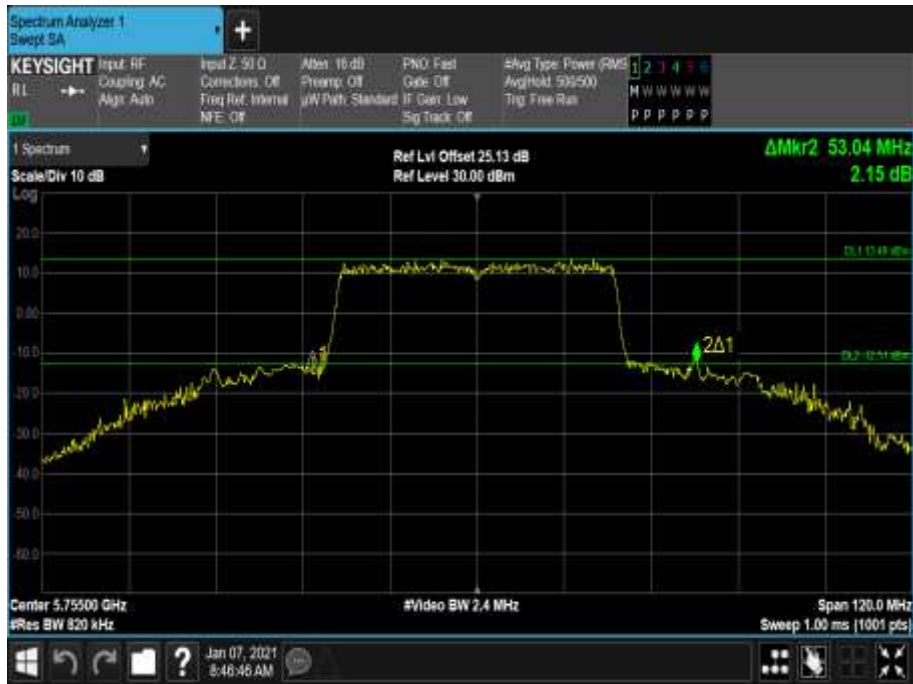 Spectrum Analyzer 1
Swept SA
+
KEYSIGHT Input: RF
RL
Coupling: AC
Align: Auto
Input Z: 50 Ω
Corrections: Off
Freq Ref: Internal
NFE: Off
Atten: 16 dB
Preamp: Off
µW Path: Standard
PNO: Fast
Gate: Off
IF Gain: Low
Sig Track: Off
#Avg Type: Power (RMS
Avg|Hold: 500/500
Trig: Free Run
1 2 3 4 5 6
M W W W W W
P P P P P P
1 Spectrum
Scale/Div 10 dB
Log
Ref Lvl Offset 25.13 dB
Ref Level 30.00 dBm
ΔMkr2 53.04 MHz
2.15 dB
20.0
10.0
0.00
-10.0
-20.0
-30.0
-40.0
-50.0
-60.0
2Δ1
Center 5.75500 GHz
#Res BW 820 kHz
#Video BW 2.4 MHz
Span 120.0 MHz
Sweep 1.00 ms (1001 pts)
?
Jan 07, 2021
8:46:46 AM